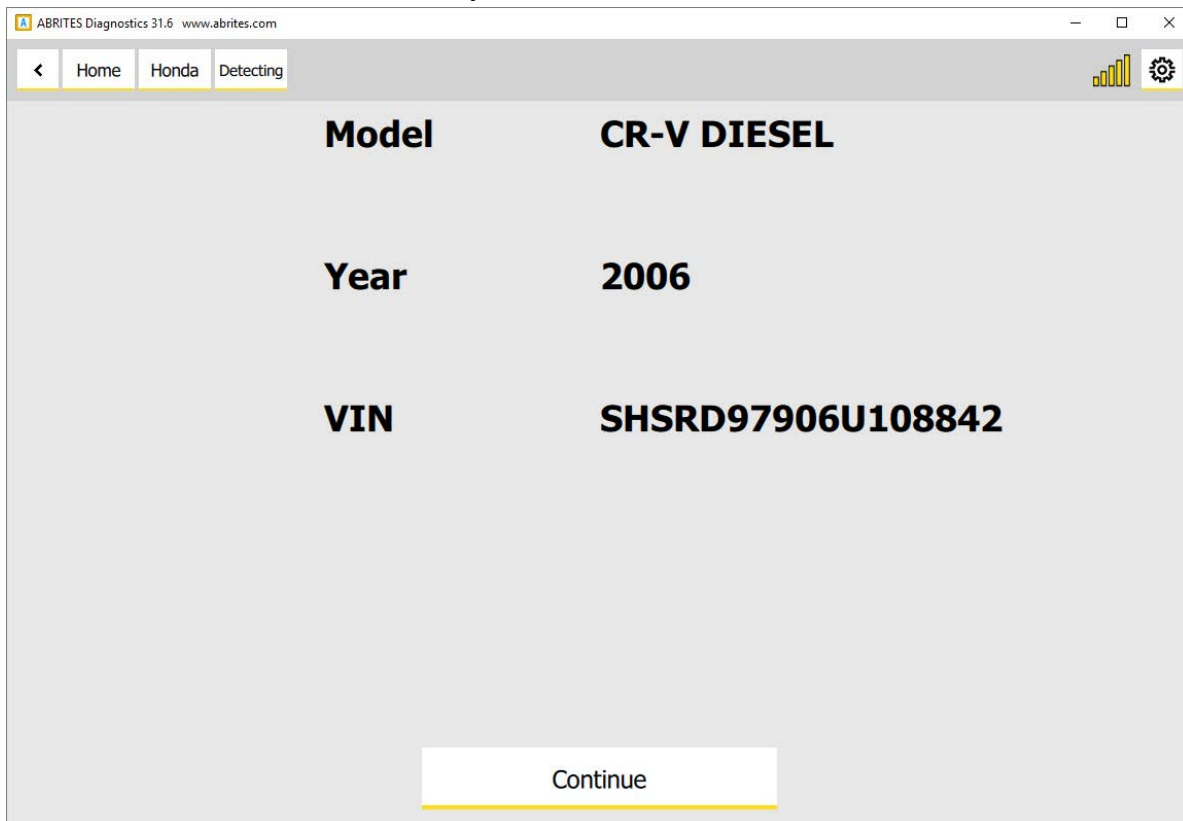 A ABRITES Diagnostics 31.6 www.abrites.com
Home Honda Detecting
Model CR-V DIESEL
Year 2006
VIN SHSRD97906U108842
Continue